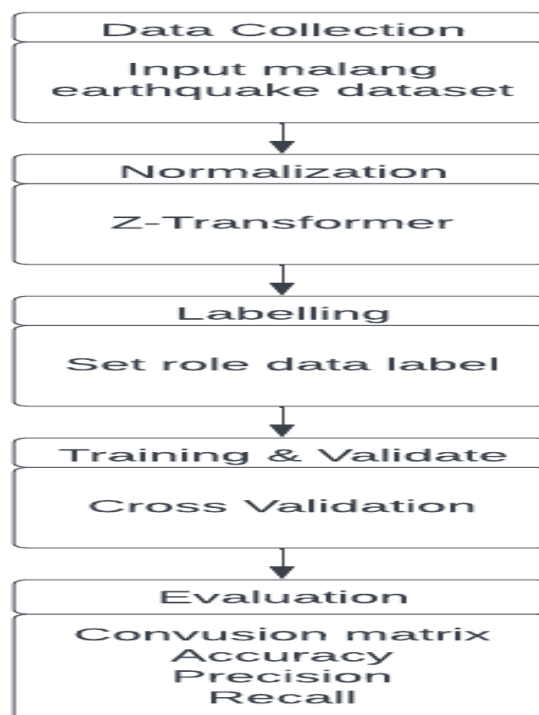 Data Collection
Input malang
earthquake dataset
Normalization
Z-Transformer
Labelling
Set role data label
Training & Validate
Cross Validation
Evaluation
Convusion matrix
Accuracy
Precision
Recall